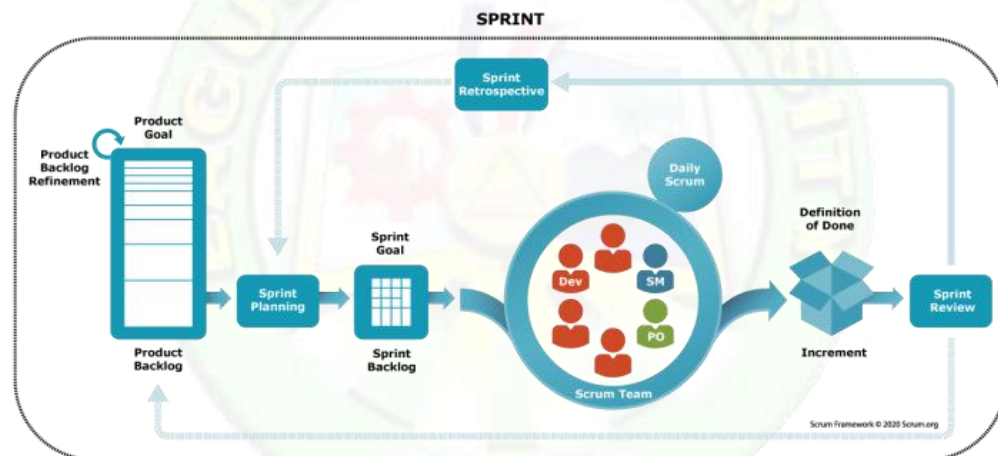 SPRINT
Sprint
Retrospective
Product
Goal
Product
Backlog
Refinement
Daily
Scrum
Definition
of Done
Sprint
Goal
Dev
SM
Sprint
Planning
Sprint
Review
PO
Product
Backlog
Sprint
Backlog
Increment
Scrum Team
Scrum Framework © 2020 Scrum.org